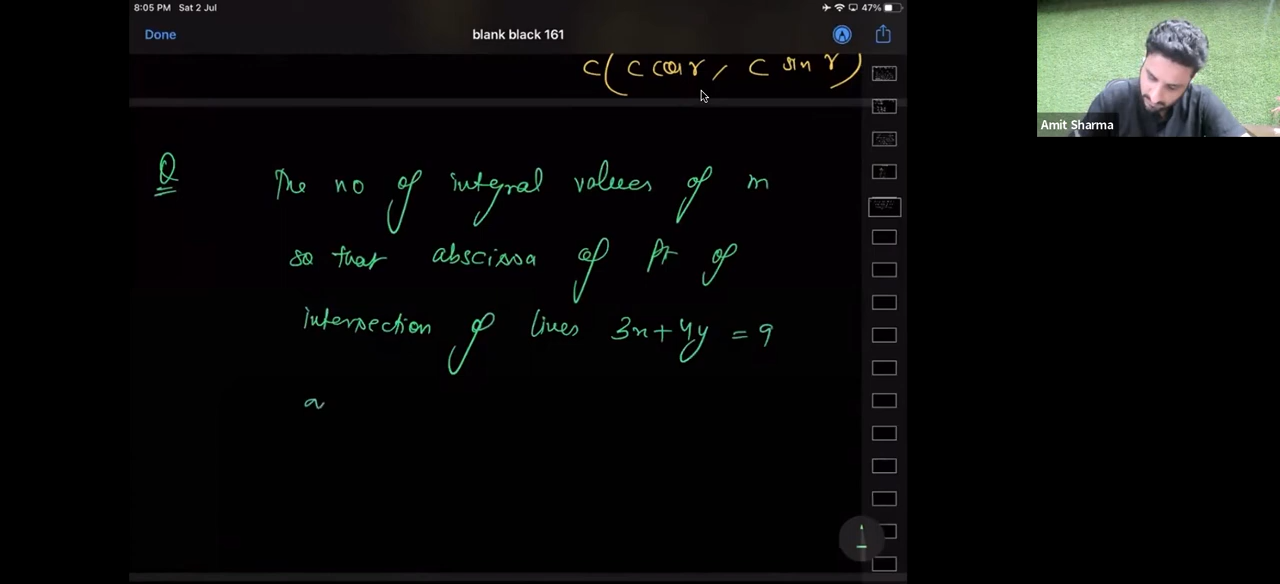 8:05 PM Sat 2 Jul
47%
Done
blank black 161
C( C cos γ, C sin γ)
Amit Sharma
Q
The no of integral values of m
so that abscissa of pt of
intersection of lines 3x+4y = 9
a